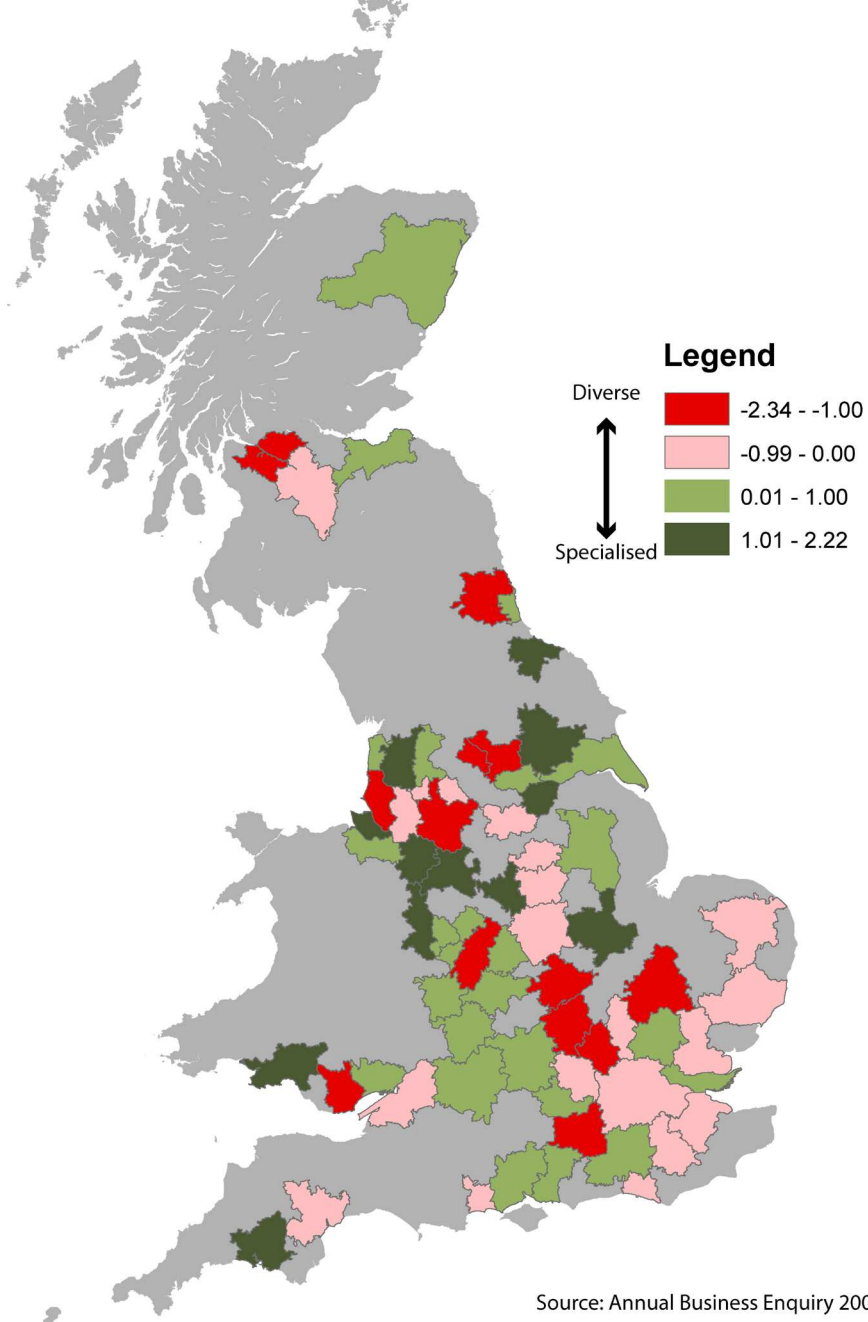 Legend
Diverse
-2.34 - -1.00
-0.99 - 0.00
0.01 - 1.00
Specialised
1.01 - 2.22
Source: Annual Business Enquiry